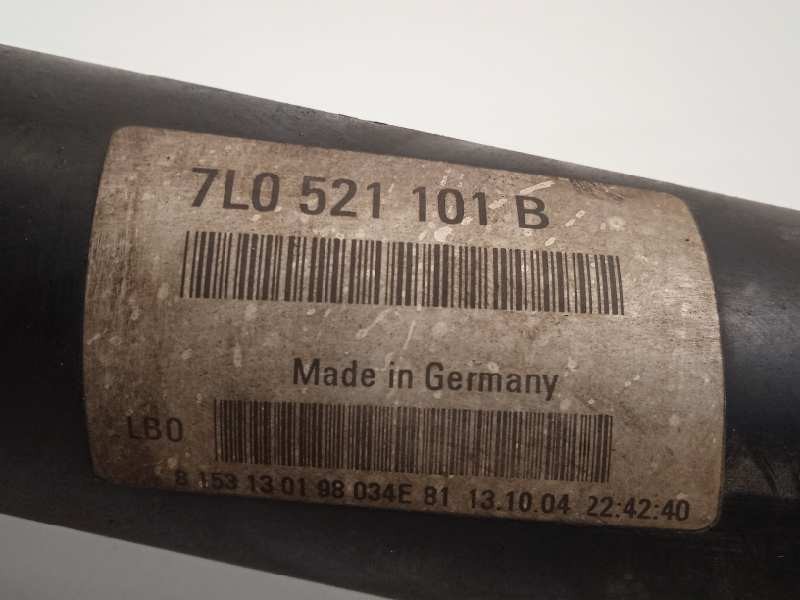 7L0 521 101 B
Made in Germany
LBO
8 153 13 01 98 034E 81 13.10.04 22:42:40